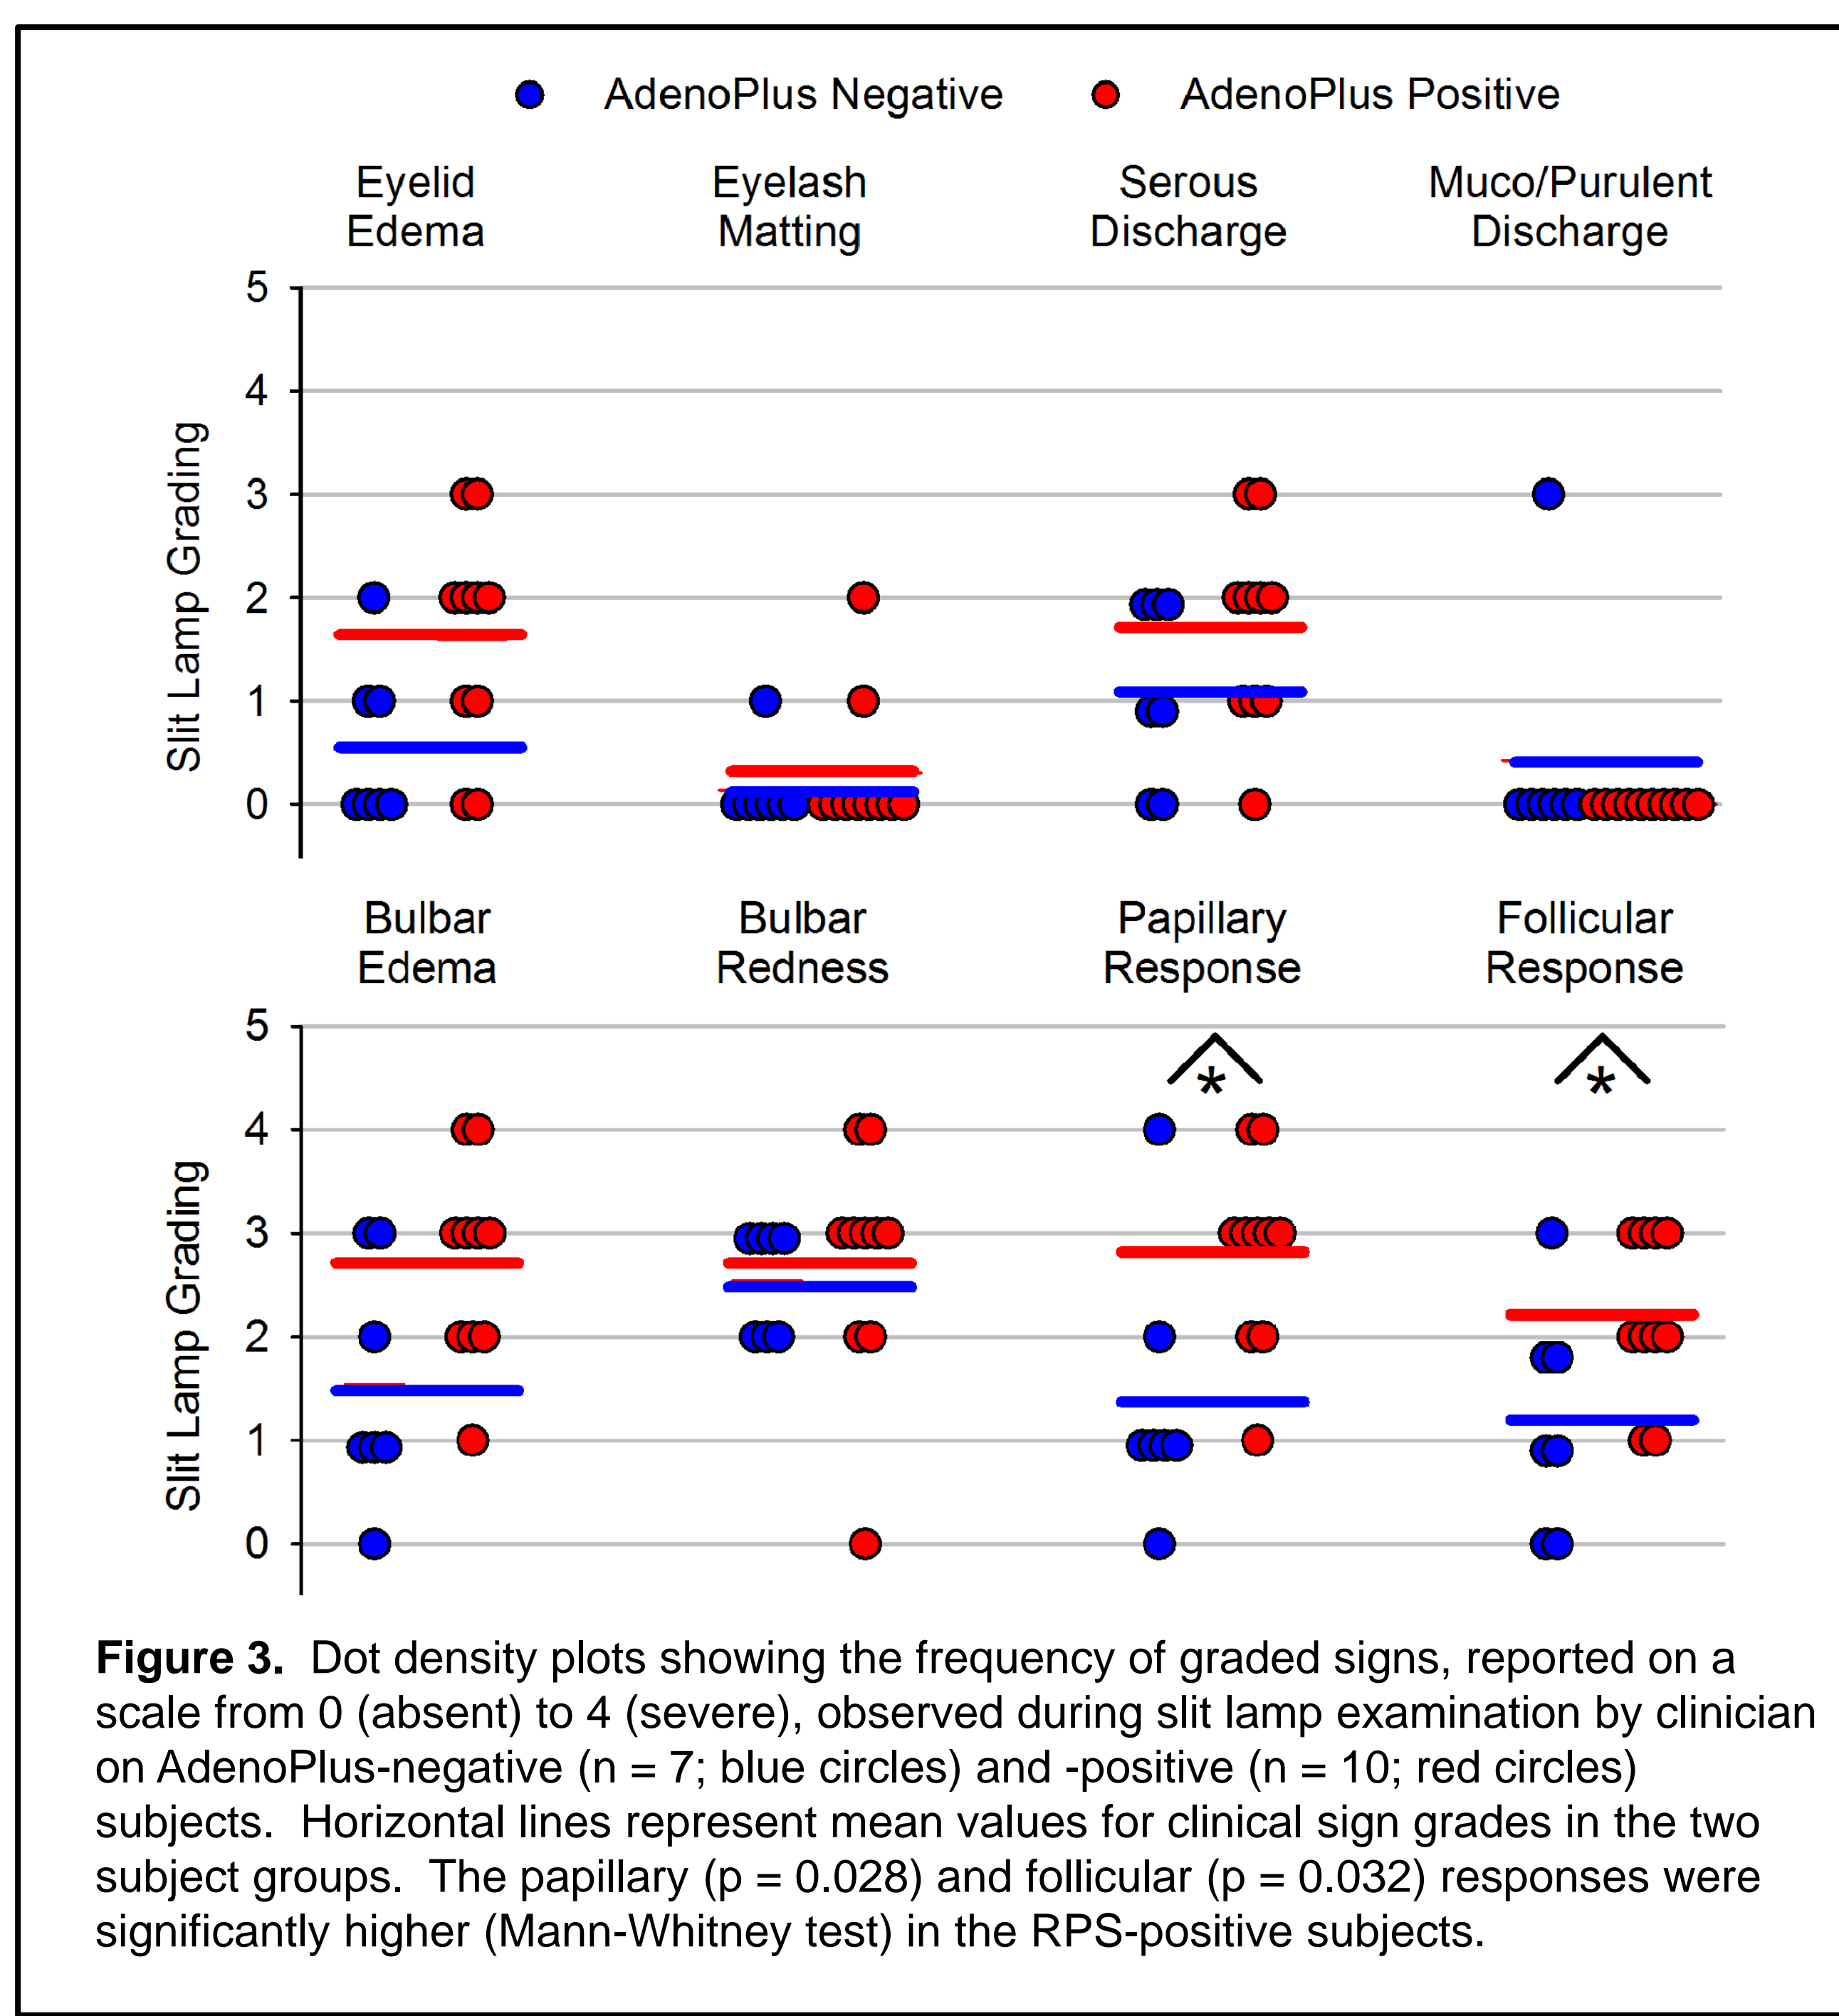 AdenoPlus Negative AdenoPlus Positive
Eyelid Edema
Eyelash Matting
Serous Discharge
Muco/Purulent Discharge
Slit Lamp Grading
5
4
3
2
1
0
Bulbar Edema
Bulbar Redness
Papillary Response
Follicular Response
Slit Lamp Grading
5
* *
4
3
2
1
0
Figure 3. Dot density plots showing the frequency of graded signs, reported on a
scale from 0 (absent) to 4 (severe), observed during slit lamp examination by clinician
on AdenoPlus-negative (n = 7; blue circles) and -positive (n = 10; red circles)
subjects. Horizontal lines represent mean values for clinical sign grades in the two
subject groups. The papillary (p = 0.028) and follicular (p = 0.032) responses were
significantly higher (Mann-Whitney test) in the RPS-positive subjects.